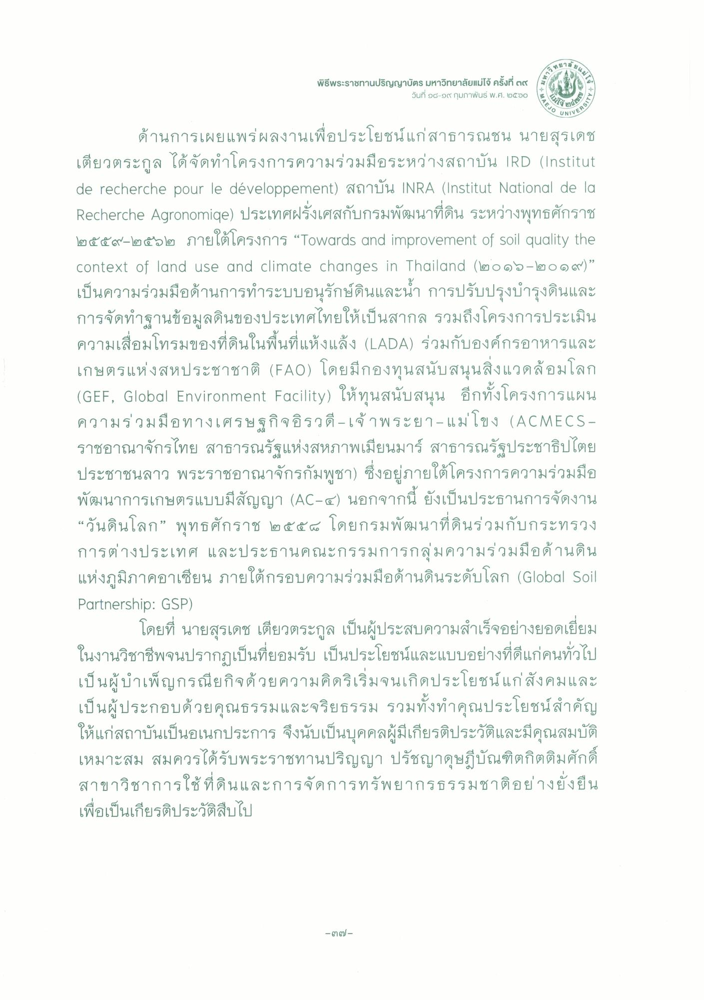 พิธีพระราชทานปริญญาบัตร มหาวิทยาลัยแม่โจ้ ครั้งที่ ๓๙
วันที่ ๑๘-๑๙ กุมภาพันธ์ พ.ศ. ๒๕๖๐
มหาวิทยาลัยแม่โจ้
แม่โจ้ ๒๔๗๗
MAEJO UNIVERSITY
ด้านการเผยแพร่ผลงานเพื่อประโยชน์แก่สาธารณชน นายสุรเดช
เตียวตระกูล ได้จัดทำโครงการความร่วมมือระหว่างสถาบัน IRD (Institut
de recherche pour le développement) สถาบัน INRA (Institut National de la
Recherche Agronomiqe) ประเทศฝรั่งเศสกับกรมพัฒนาที่ดิน ระหว่างพุทธศักราช
๒๕๕๙-๒๕๖๒ ภายใต้โครงการ “Towards and improvement of soil quality the
context of land use and climate changes in Thailand (๒๐๑๖-๒๐๑๙)”
เป็นความร่วมมือด้านการทำระบบอนุรักษ์ดินและน้ำ การปรับปรุงบำรุงดินและ
การจัดทำฐานข้อมูลดินของประเทศไทยให้เป็นสากล รวมถึงโครงการประเมิน
ความเสื่อมโทรมของที่ดินในพื้นที่แห้งแล้ง (LADA) ร่วมกับองค์กรอาหารและ
เกษตรแห่งสหประชาชาติ (FAO) โดยมีกองทุนสนับสนุนสิ่งแวดล้อมโลก
(GEF, Global Environment Facility) ให้ทุนสนับสนุน อีกทั้งโครงการแผน
ความร่วมมือทางเศรษฐกิจอิรวดี-เจ้าพระยา-แม่โขง (ACMECS-
ราชอาณาจักรไทย สาธารณรัฐแห่งสหภาพเมียนมาร์ สาธารณรัฐประชาธิปไตย
ประชาชนลาว พระราชอาณาจักรกัมพูชา) ซึ่งอยู่ภายใต้โครงการความร่วมมือ
พัฒนาการเกษตรแบบมีสัญญา (AC-๔) นอกจากนี้ ยังเป็นประธานการจัดงาน
“วันดินโลก” พุทธศักราช ๒๕๕๘ โดยกรมพัฒนาที่ดินร่วมกับกระทรวง
การต่างประเทศ และประธานคณะกรรมการกลุ่มความร่วมมือด้านดิน
แห่งภูมิภาคอาเซียน ภายใต้กรอบความร่วมมือด้านดินระดับโลก (Global Soil
Partnership: GSP)
โดยที่ นายสุรเดช เตียวตระกูล เป็นผู้ประสบความสำเร็จอย่างยอดเยี่ยม
ในงานวิชาชีพจนปรากฏเป็นที่ยอมรับ เป็นประโยชน์และแบบอย่างที่ดีแก่คนทั่วไป
เป็นผู้บำเพ็ญกรณียกิจด้วยความคิดริเริ่มจนเกิดประโยชน์แก่สังคมและ
เป็นผู้ประกอบด้วยคุณธรรมและจริยธรรม รวมทั้งทำคุณประโยชน์สำคัญ
ให้แก่สถาบันเป็นอเนกประการ จึงนับเป็นบุคคลผู้มีเกียรติประวัติและมีคุณสมบัติ
เหมาะสม สมควรได้รับพระราชทานปริญญา ปรัชญาดุษฎีบัณฑิตกิตติมศักดิ์
สาขาวิชาการใช้ที่ดินและการจัดการทรัพยากรธรรมชาติอย่างยั่งยืน
เพื่อเป็นเกียรติประวัติสืบไป
-๓๗-